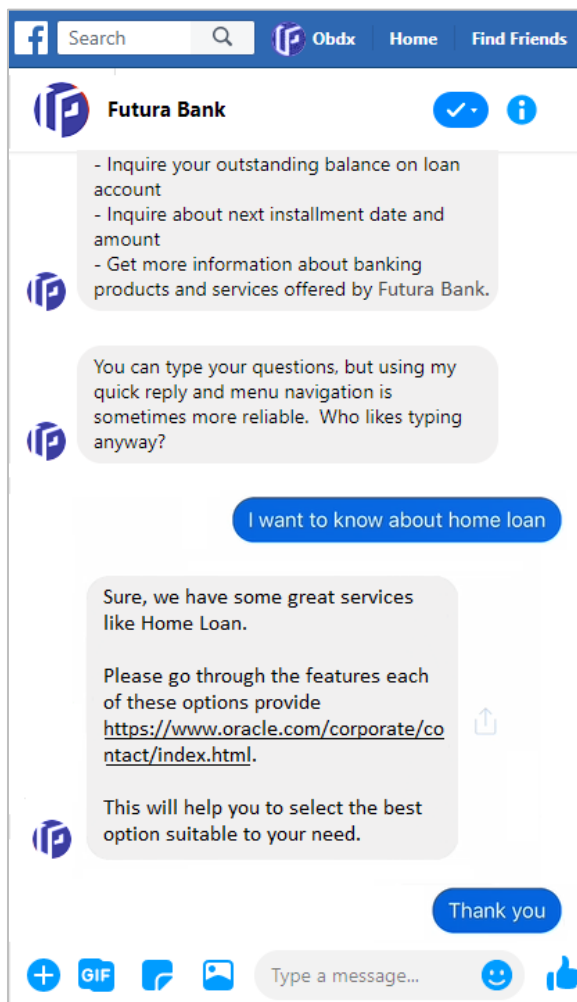 Search
Obdx
Home
Find Friends
Futura Bank
- Inquire your outstanding balance on loan
account
- Inquire about next installment date and
amount
- Get more information about banking
products and services offered by Futura Bank.
You can type your questions, but using my
quick reply and menu navigation is
sometimes more reliable.  Who likes typing
anyway?
I want to know about home loan
Sure, we have some great services
like Home Loan.
Please go through the features each
of these options provide
https://www.oracle.com/corporate/co
ntact/index.html.
This will help you to select the best
option suitable to your need.
Thank you
GIF
Type a message...